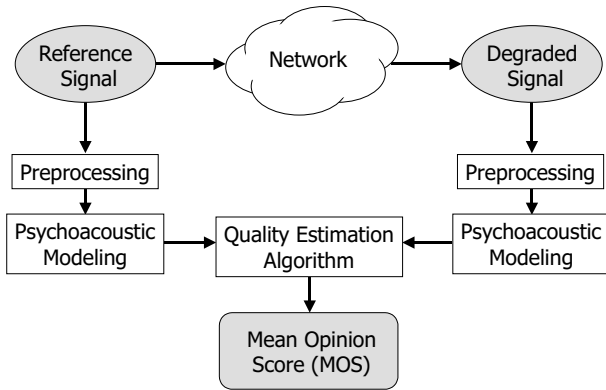 Reference
Signal
Network
Degraded
Signal
Preprocessing
Preprocessing
Psychoacoustic
Modeling
Quality Estimation
Algorithm
Psychoacoustic
Modeling
Mean Opinion
Score (MOS)